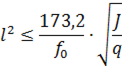 l² ≤ 173,2/f₀ · √(J/q)